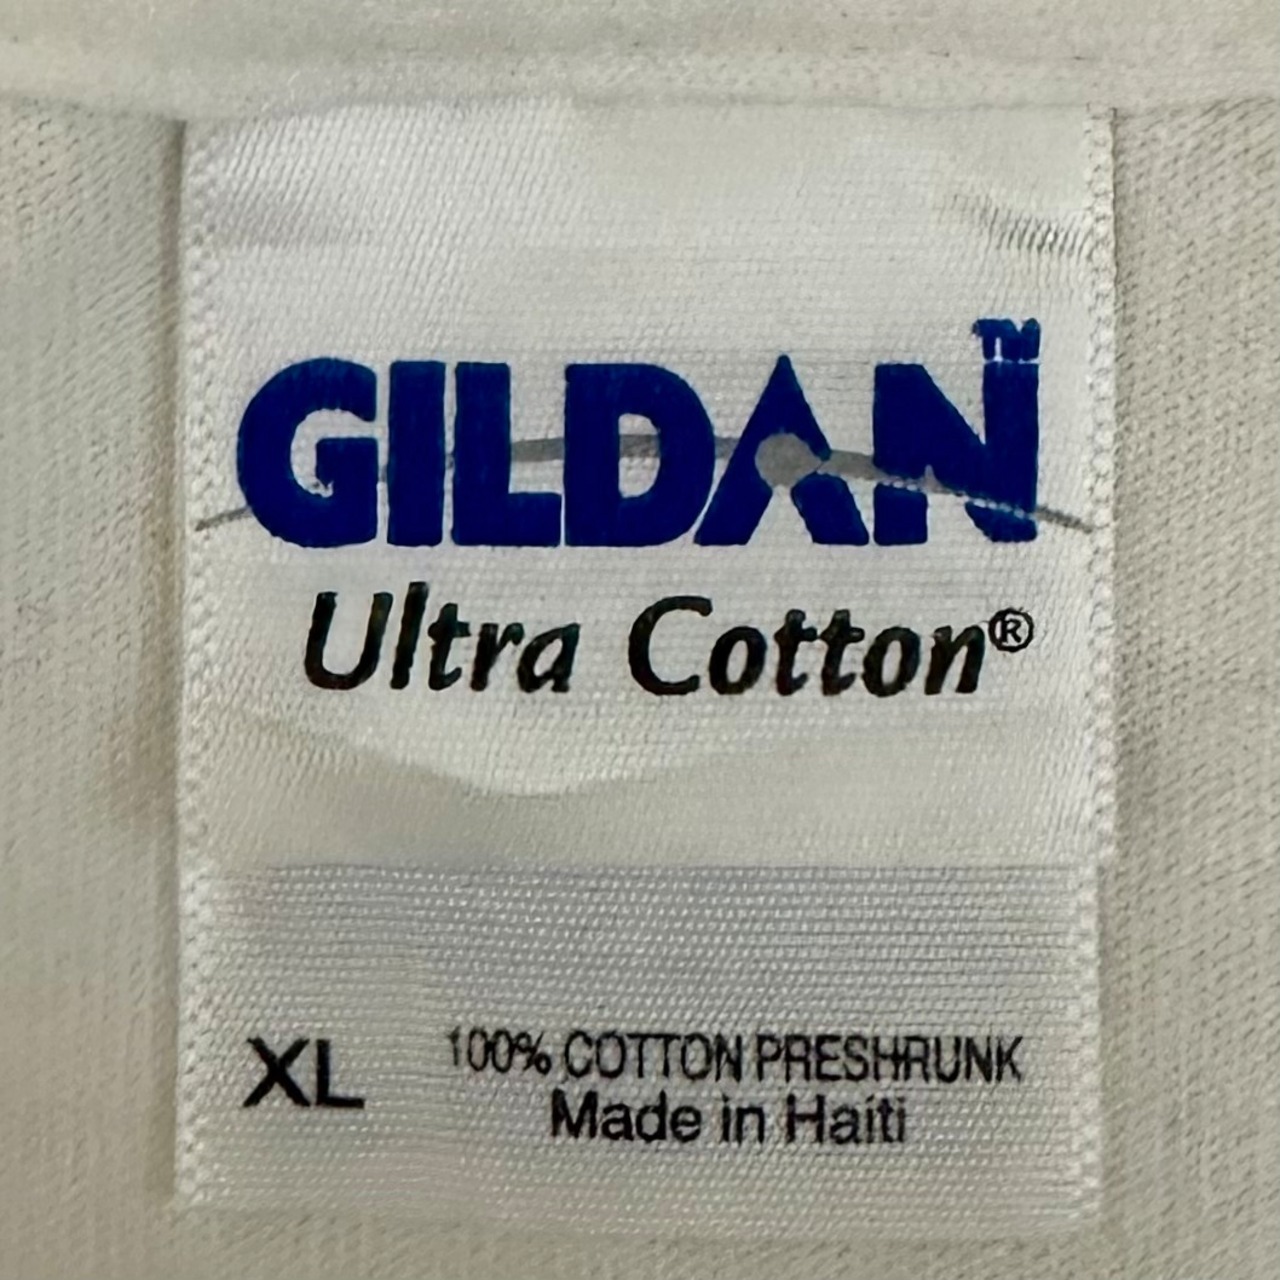 GILDAN™
Ultra Cotton®
XL
100% COTTON PRESHRUNK
Made in Haiti